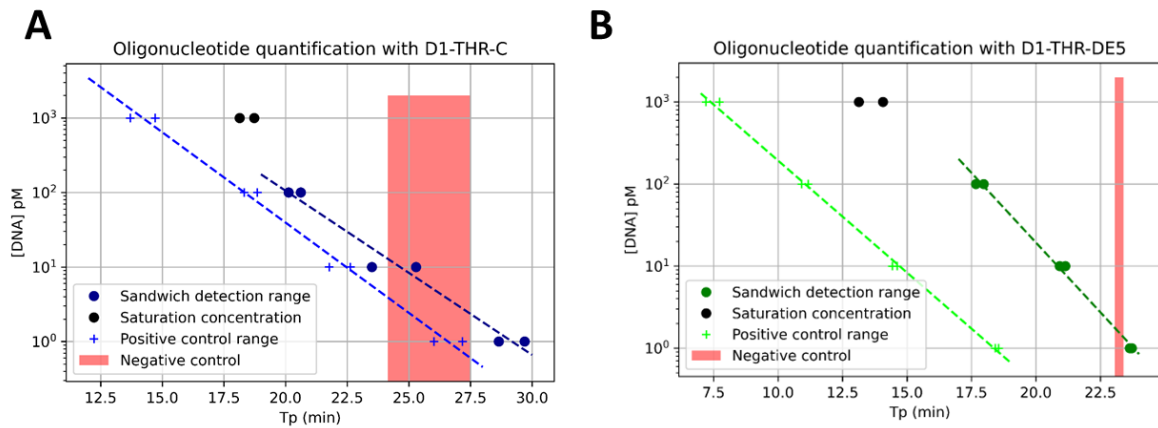 A
Oligonucleotide quantification with D1-THR-C
[DNA] pM
10³
10²
10¹
10⁰
Sandwich detection range
Saturation concentration
Positive control range
Negative control
12.5 15.0 17.5 20.0 22.5 25.0 27.5 30.0
Tp (min)
B
Oligonucleotide quantification with D1-THR-DE5
[DNA] pM
10³
10²
10¹
10⁰
Sandwich detection range
Saturation concentration
Positive control range
Negative control
7.5 10.0 12.5 15.0 17.5 20.0 22.5
Tp (min)